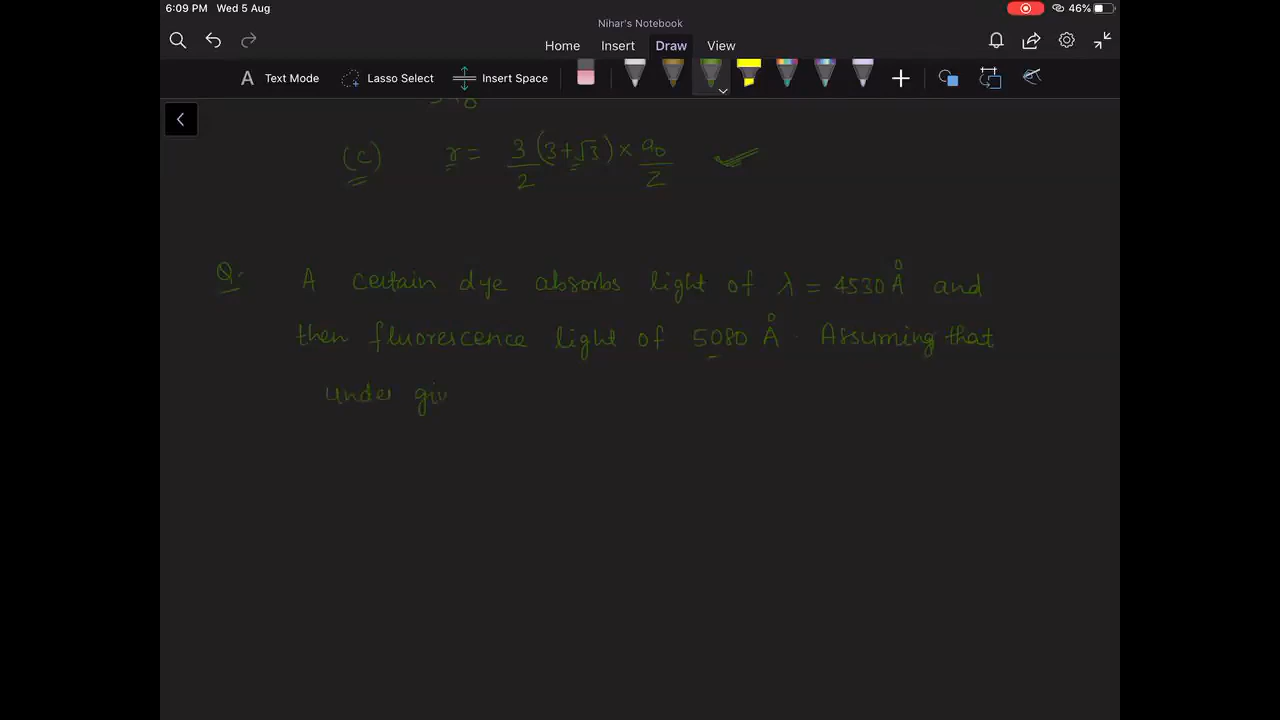 6:09 PM Wed 5 Aug
46%
Nihar's Notebook
Home Insert Draw View
A Text Mode Lasso Select Insert Space
(c) r = 3/2 (3+√3) × a₀/Z
Q. A certain dye absorbs light of λ = 4530 Å and
then fluorescence light of 5080 Å. Assuming that
under gi